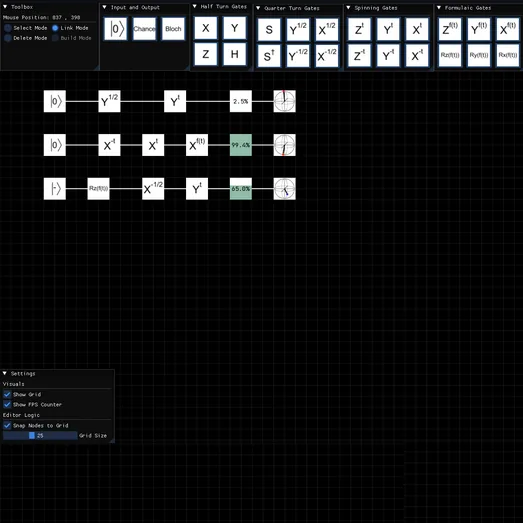 ▼ Toolbox
Mouse Position: 837 , 398
Select Mode Link Mode
Delete Mode Build Mode
▼ Input and Output
|0⟩ Chance Bloch
▼ Half Turn Gates
X Y
Z H
▼ Quarter Turn Gates
S Y^1/2 X^1/2
S^† Y^-1/2 X^-1/2
▼ Spinning Gates
Z^t Y^t X^t
Z^-t Y^-t X^-t
▼ Formulaic Gates
Z^f(t) Y^f(t) X^f(t)
Rz(f(t)) Ry(f(t)) Rx(f(t))
|0⟩ Y^1/2 Y^t 2.5%
|0⟩ X^-t X^t X^f(t) 99.4%
|-⟩ Rz(f(t)) X^-1/2 Y^t 65.0%
▼ Settings
Visuals
Show Grid
Show FPS Counter
Editor Logic
Snap Nodes to Grid
25 Grid Size